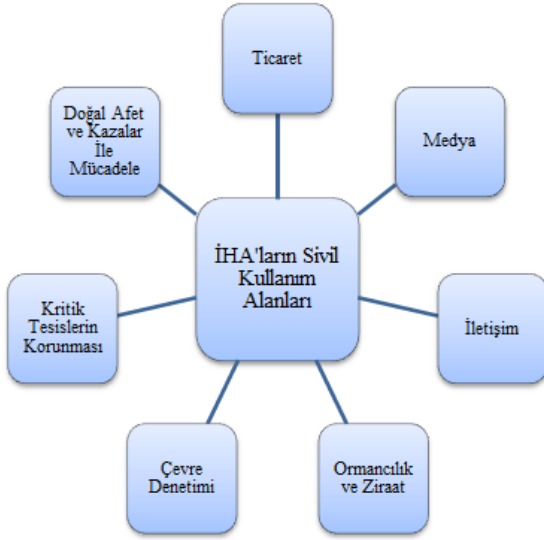 Ticaret
Doğal Afet
ve Kazalar
İle
Mücadele
Medya
İHA'ların Sivil
Kullanım
Alanları
Kritik
Tesislerin
Korunması
İletişim
Çevre
Denetimi
Ormancılık
ve Ziraat